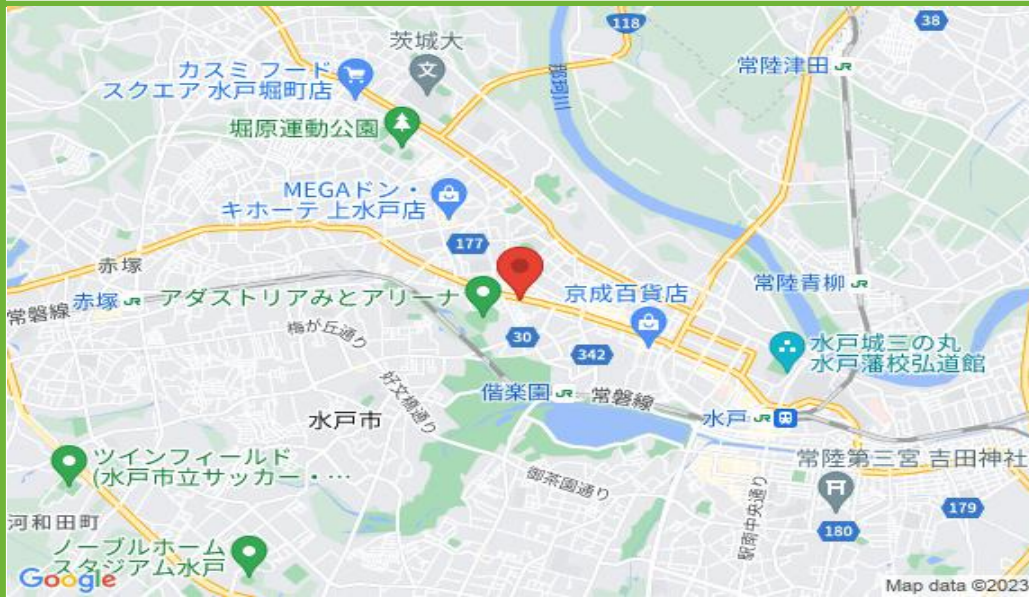 118
38
茨城大
文
常陸津田 JR
カスミ フード
スクエア 水戸堀町店
那珂川
堀原運動公園
MEGAドン・
キホーテ 上水戸店
177
赤塚
常陸青柳 JR
アダストリアみとアリーナ
京成百貨店
常磐線
赤塚 JR
梅が丘通り
30
342
水戸城三の丸
水戸藩校弘道館
好文橋通り
偕楽園 JR
常磐線
水戸 JR
水戸市
ツインフィールド
(水戸市立サッカー・…
常陸第三宮 吉田神社
御茶園通り
駅南中央通り
179
180
河和田町
ノーブルホーム
スタジアム水戸
Google
Map data ©2023